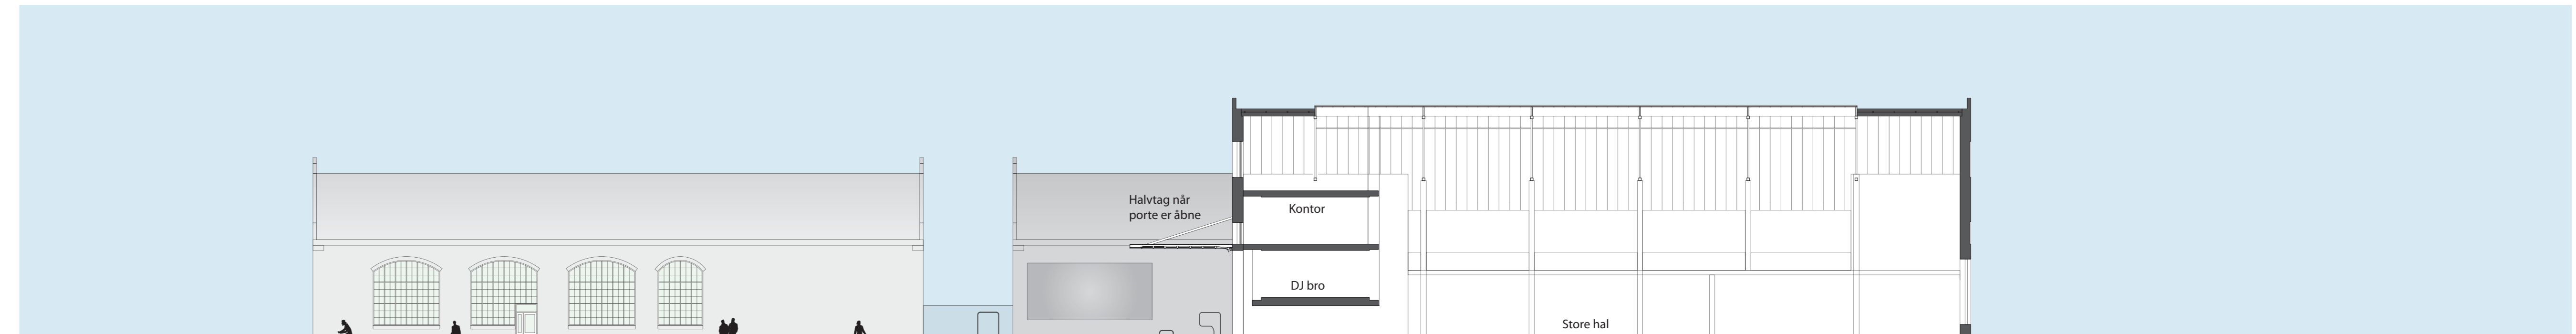 Halvtag når
porte er åbne
Kontor
DJ bro
Store hal